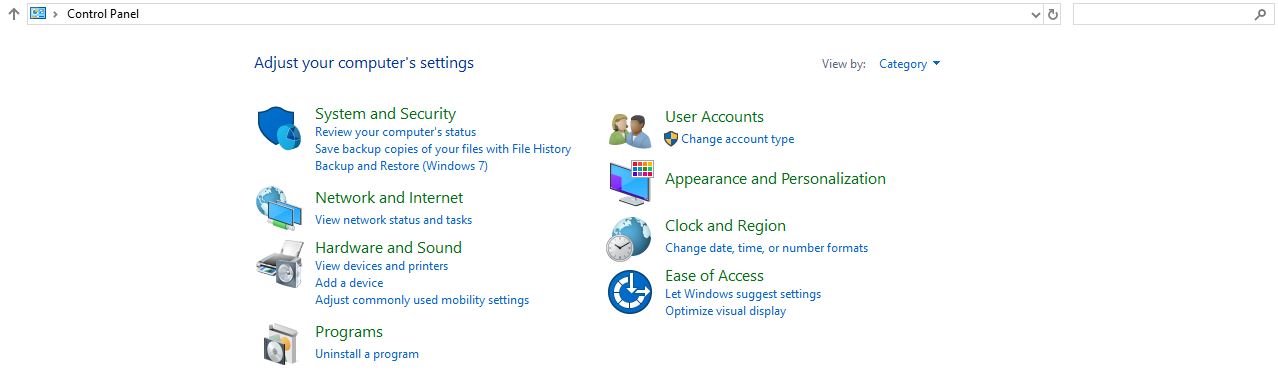 Control Panel
Adjust your computer's settings
View by: Category
System and Security
Review your computer's status
Save backup copies of your files with File History
Backup and Restore (Windows 7)
Network and Internet
View network status and tasks
Hardware and Sound
View devices and printers
Add a device
Adjust commonly used mobility settings
Programs
Uninstall a program
User Accounts
Change account type
Appearance and Personalization
Clock and Region
Change date, time, or number formats
Ease of Access
Let Windows suggest settings
Optimize visual display